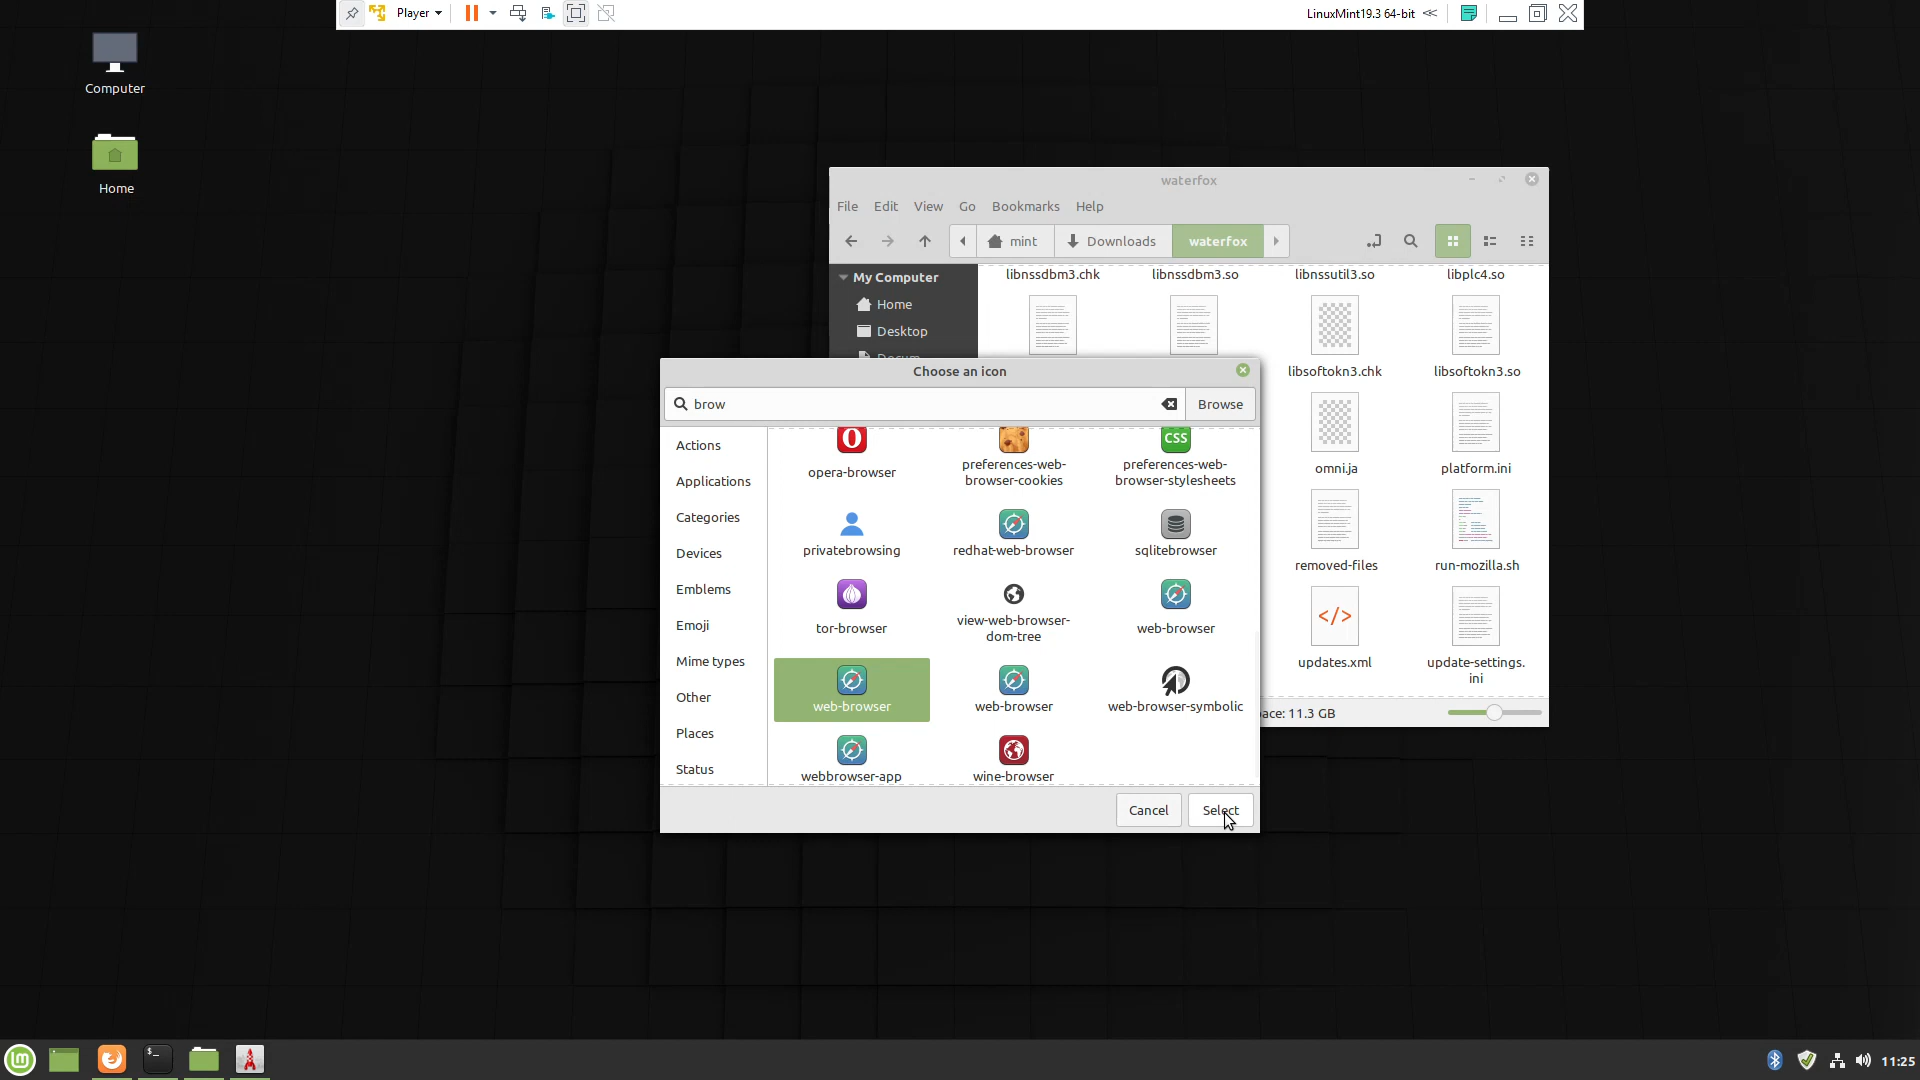 Player
LinuxMint19.3 64-bit
Computer
Home
waterfox
File Edit View Go Bookmarks Help
mint Downloads waterfox
My Computer
Home
Desktop
libnssdbm3.chk libnssdbm3.so libnssutil3.so libplc4.so
libsoftokn3.chk libsoftokn3.so
omni.ja platform.ini
removed-files run-mozilla.sh
updates.xml update-settings.
ini
11.3 GB
Choose an icon
brow Browse
Actions
Applications
Categories
Devices
Emblems
Emoji
Mime types
Other
Places
Status
CSS
opera-browser preferences-web- preferences-web-
browser-cookies browser-stylesheets
privatebrowsing redhat-web-browser sqlitebrowser
tor-browser view-web-browser- web-browser
dom-tree
web-browser web-browser web-browser-symbolic
webbrowser-app wine-browser
Cancel Select
11:25